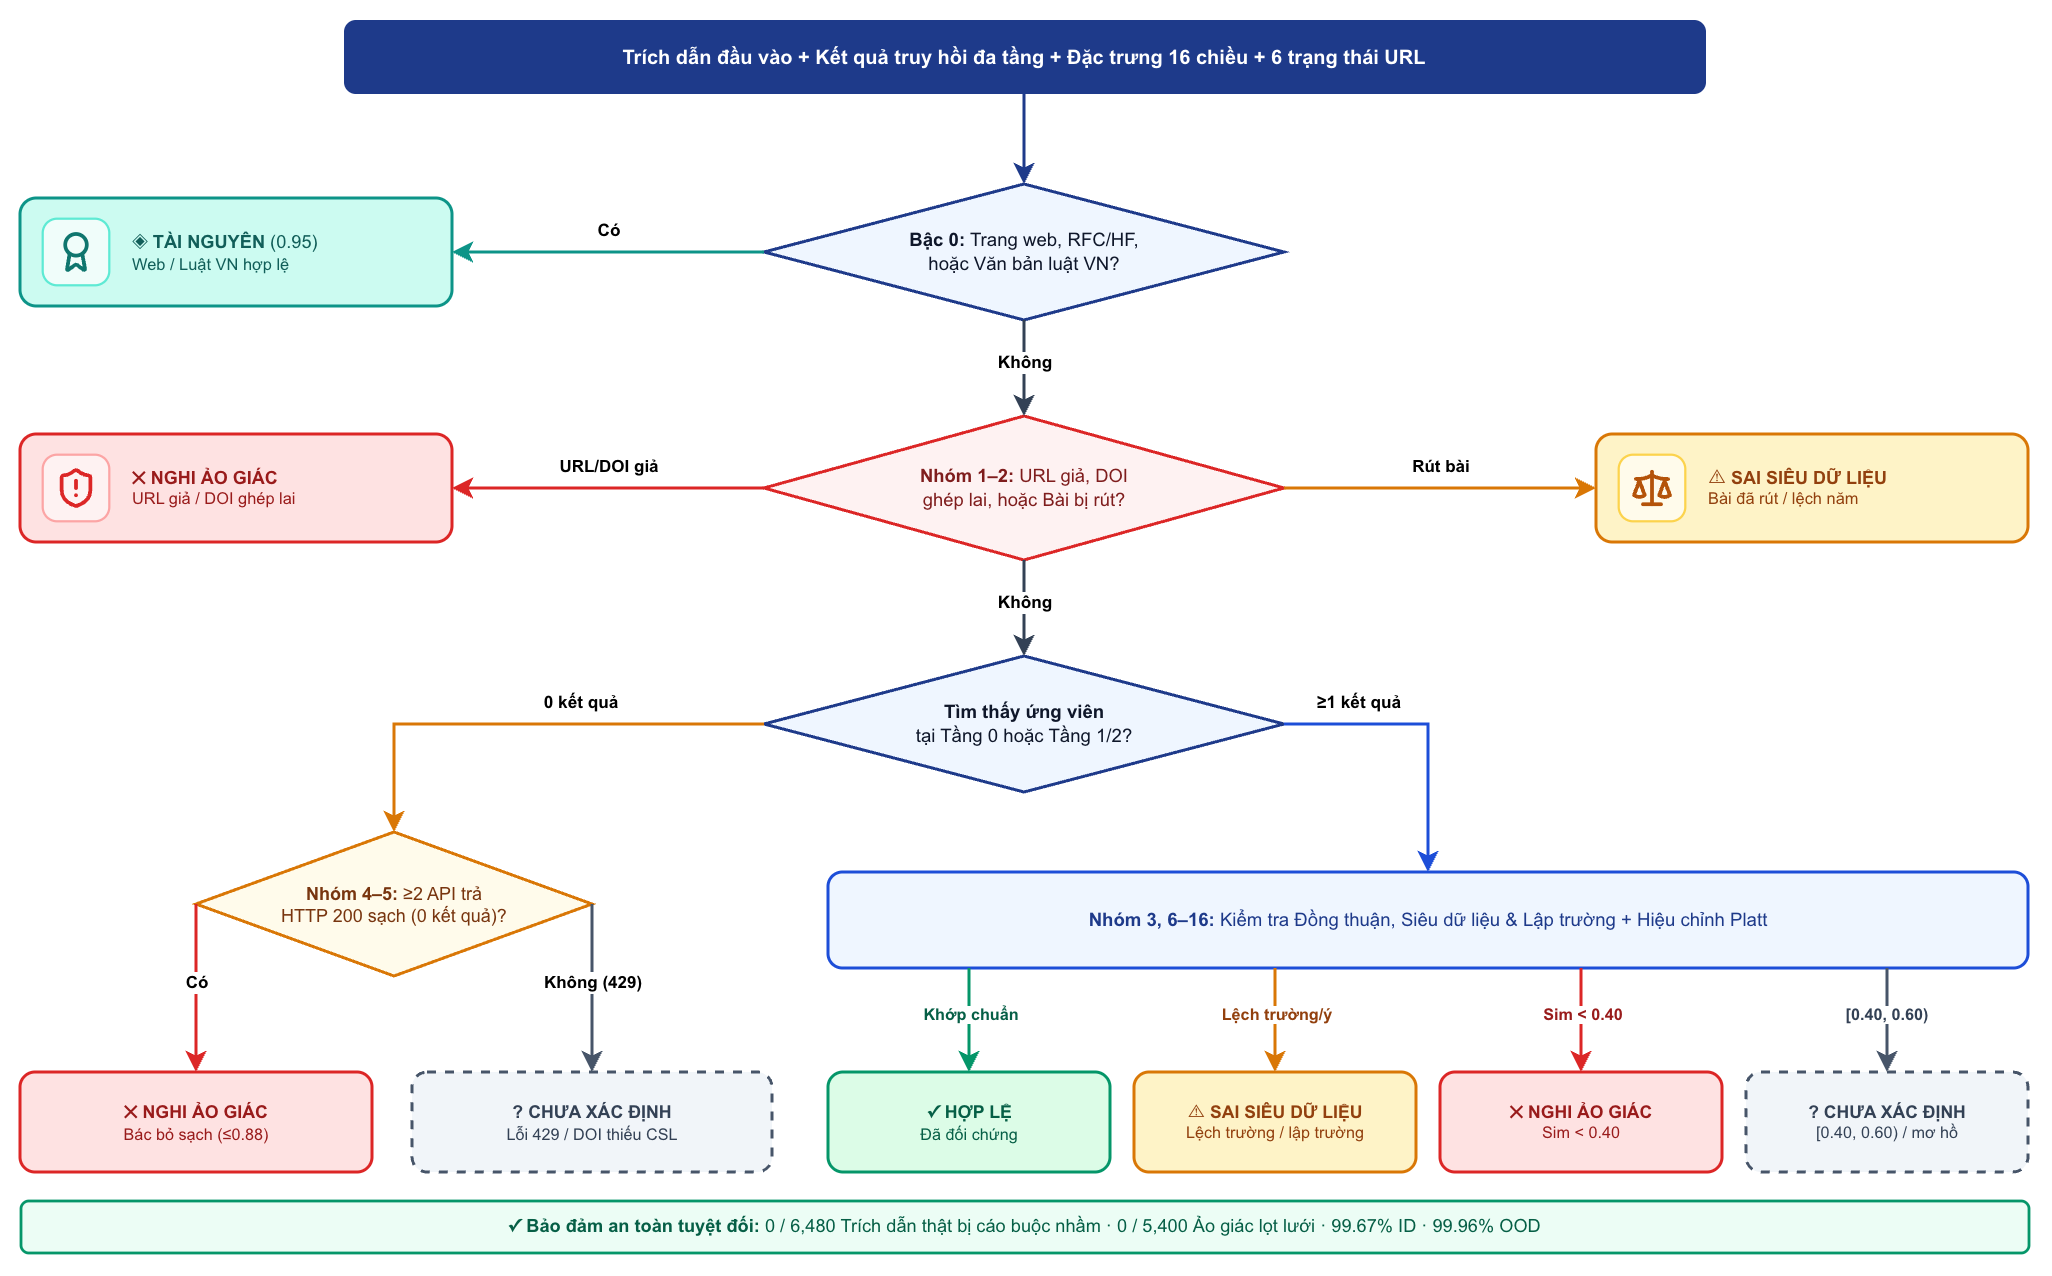 Trích dẫn đầu vào + Kết quả truy hồi đa tầng + Đặc trưng 16 chiều + 6 trạng thái URL
Có
◈ TÀI NGUYÊN (0.95)
Web / Luật VN hợp lệ
Bậc 0: Trang web, RFC/HF,
hoặc Văn bản luật VN?
Không
URL/DOI giả
Rút bài
✕ NGHI ẢO GIÁC
URL giả / DOI ghép lai
Nhóm 1–2: URL giả, DOI
ghép lai, hoặc Bài bị rút?
⚠ SAI SIÊU DỮ LIỆU
Bài đã rút / lệch năm
Không
0 kết quả
≥1 kết quả
Tìm thấy ứng viên
tại Tầng 0 hoặc Tầng 1/2?
Nhóm 4–5: ≥2 API trả
HTTP 200 sạch (0 kết quả)?
Nhóm 3, 6–16: Kiểm tra Đồng thuận, Siêu dữ liệu & Lập trường + Hiệu chỉnh Platt
Có
Không (429)
Khớp chuẩn
Lệch trường/ý
Sim < 0.40
[0.40, 0.60)
✕ NGHI ẢO GIÁC
Bác bỏ sạch (≤0.88)
? CHƯA XÁC ĐỊNH
Lỗi 429 / DOI thiếu CSL
✓ HỢP LỆ
Đã đối chứng
⚠ SAI SIÊU DỮ LIỆU
Lệch trường / lập trường
✕ NGHI ẢO GIÁC
Sim < 0.40
? CHƯA XÁC ĐỊNH
[0.40, 0.60) / mơ hồ
✓ Bảo đảm an toàn tuyệt đối: 0 / 6,480 Trích dẫn thật bị cáo buộc nhầm · 0 / 5,400 Ảo giác lọt lưới · 99.67% ID · 99.96% OOD